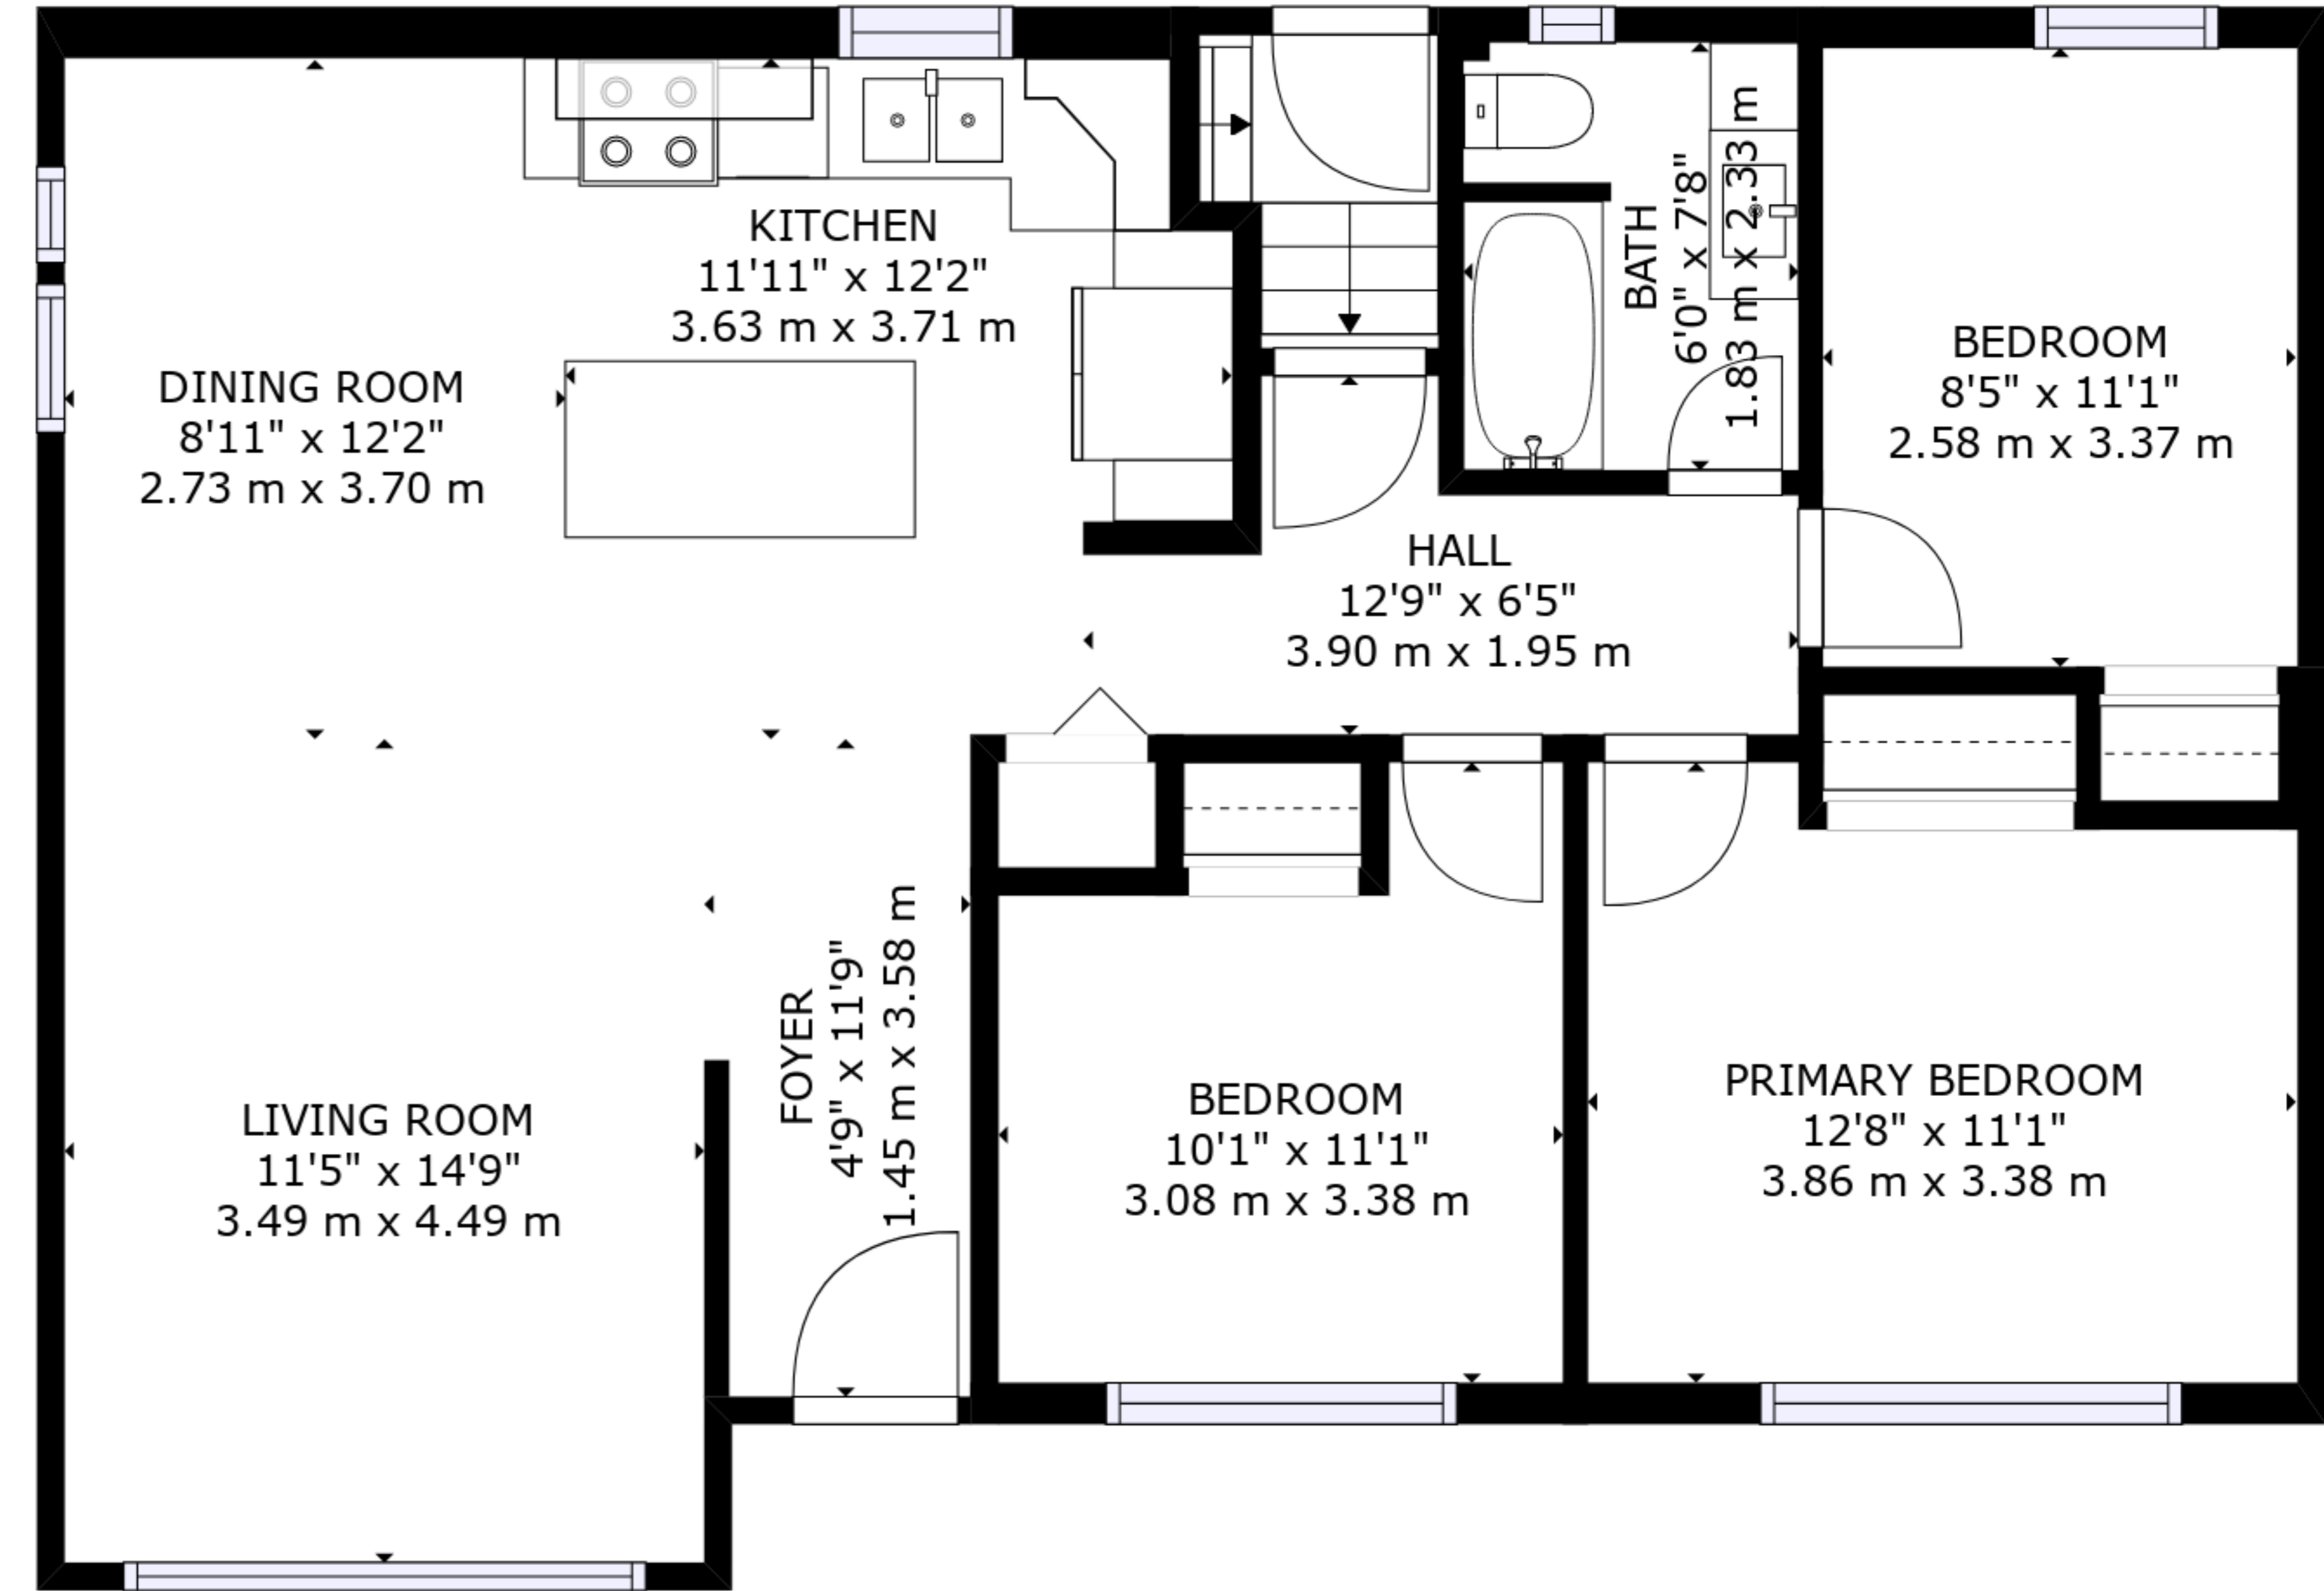 KITCHEN
11'11" x 12'2"
3.63 m x 3.71 m
DINING ROOM
8'11" x 12'2"
2.73 m x 3.70 m
BATH
6'0" x 7'8"
1.83 m x 2.33 m
BEDROOM
8'5" x 11'1"
2.58 m x 3.37 m
HALL
12'9" x 6'5"
3.90 m x 1.95 m
LIVING ROOM
11'5" x 14'9"
3.49 m x 4.49 m
FOYER
4'9" x 11'9"
1.45 m x 3.58 m
BEDROOM
10'1" x 11'1"
3.08 m x 3.38 m
PRIMARY BEDROOM
12'8" x 11'1"
3.86 m x 3.38 m